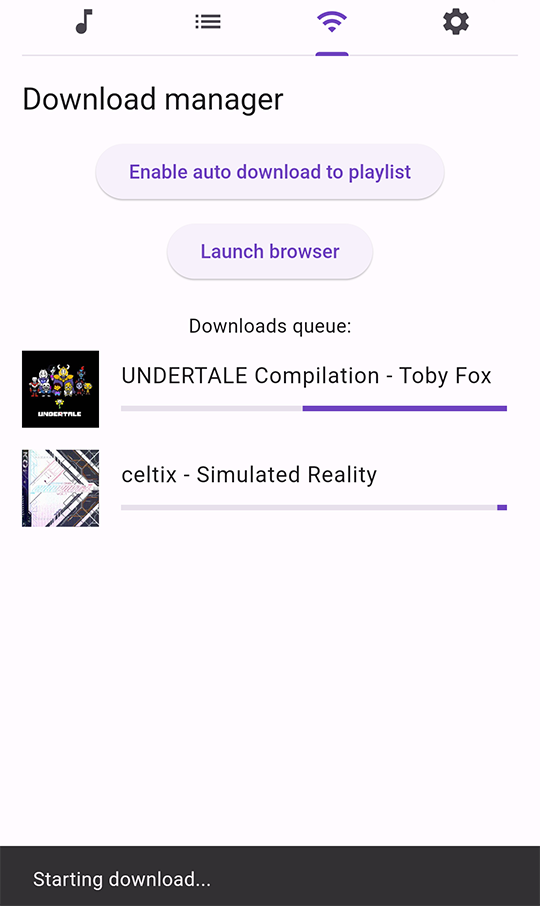 Download manager
Enable auto download to playlist
Launch browser
Downloads queue:
UNDERTALE
UNDERTALE Compilation - Toby Fox
celtix - Simulated Reality
Starting download...